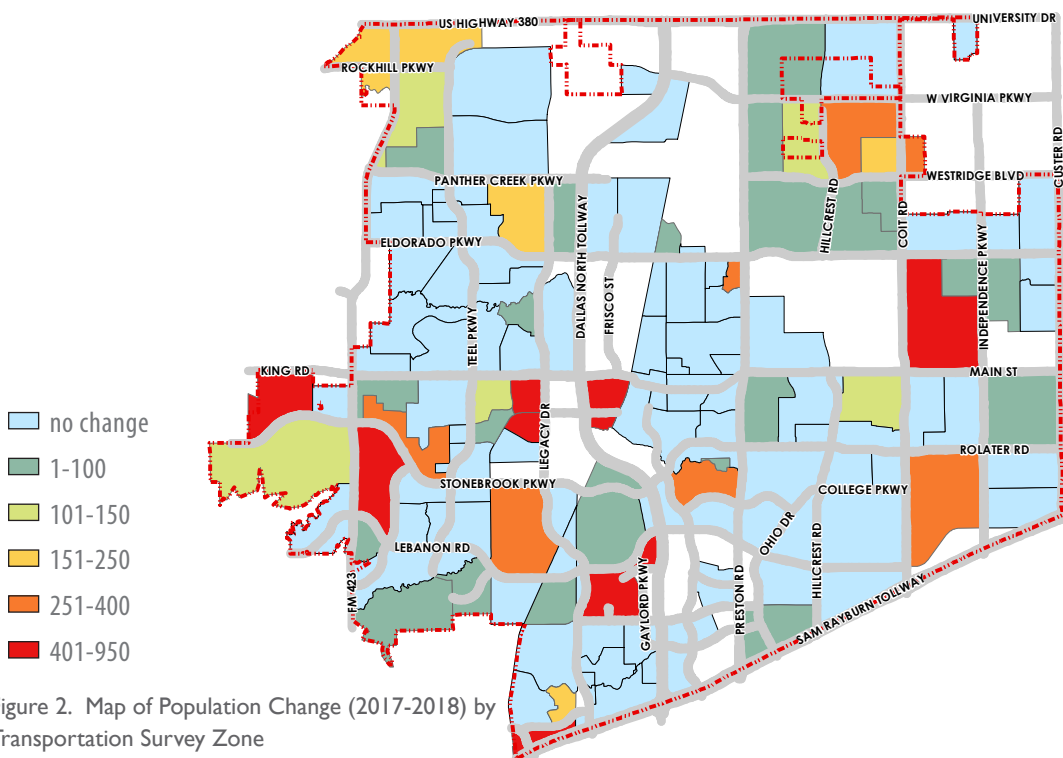 US HIGHWAY 380
UNIVERSITY DR
ROCKHILL PKWY
W VIRGINIA PKWY
CUSTER RD
PANTHER CREEK PKWY
WESTRIDGE BLVD
HILLCREST RD
COIT RD
ELDORADO PKWY
DALLAS NORTH TOLLWAY
FRISCO ST
INDEPENDENCE PKWY
TEEL PKWY
KING RD
MAIN ST
LEGACY DR
no change
1-100
101-150
151-250
251-400
401-950
ROLATER RD
STONEBROOK PKWY
COLLEGE PKWY
OHIO DR
HILLCREST RD
LEBANON RD
FM 423
GAYLORD PKWY
PRESTON RD
SAM RAYBURN TOLLWAY
igure 2. Map of Population Change (2017-2018) by
Transportation Survey Zone